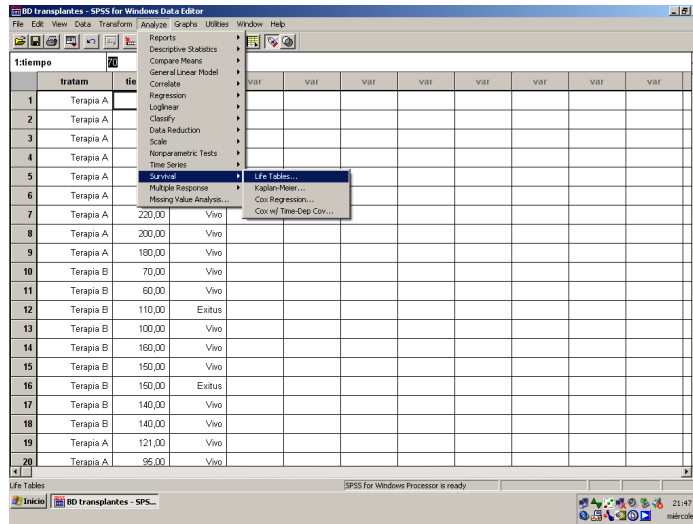 BD transplantes - SPSS for Windows Data Editor
File Edit View Data Transform Analyze Graphs Utilities Window Help
1:tiempo 70
Reports
Descriptive Statistics
Compare Means
General Linear Model
Correlate
Regression
Loglinear
Classify
Data Reduction
Scale
Nonparametric Tests
Time Series
Survival
Multiple Response
Missing Value Analysis...
Life Tables...
Kaplan-Meier...
Cox Regression...
Cox w/ Time-Dep Cov...
tratam tie var var var var var var var var
1 Terapia A
2 Terapia A
3 Terapia A
4 Terapia A
5 Terapia A
6 Terapia A
7 Terapia A 220,00 Vivo
8 Terapia A 200,00 Vivo
9 Terapia A 180,00 Vivo
10 Terapia B 70,00 Vivo
11 Terapia B 60,00 Vivo
12 Terapia B 110,00 Exitus
13 Terapia B 100,00 Vivo
14 Terapia B 160,00 Vivo
15 Terapia B 150,00 Vivo
16 Terapia B 150,00 Exitus
17 Terapia B 140,00 Vivo
18 Terapia B 140,00 Vivo
19 Terapia A 121,00 Vivo
20 Terapia A 95,00 Vivo
Life Tables SPSS for Windows Processor is ready
Inicio BD transplantes - SPS... 21:47
miércole